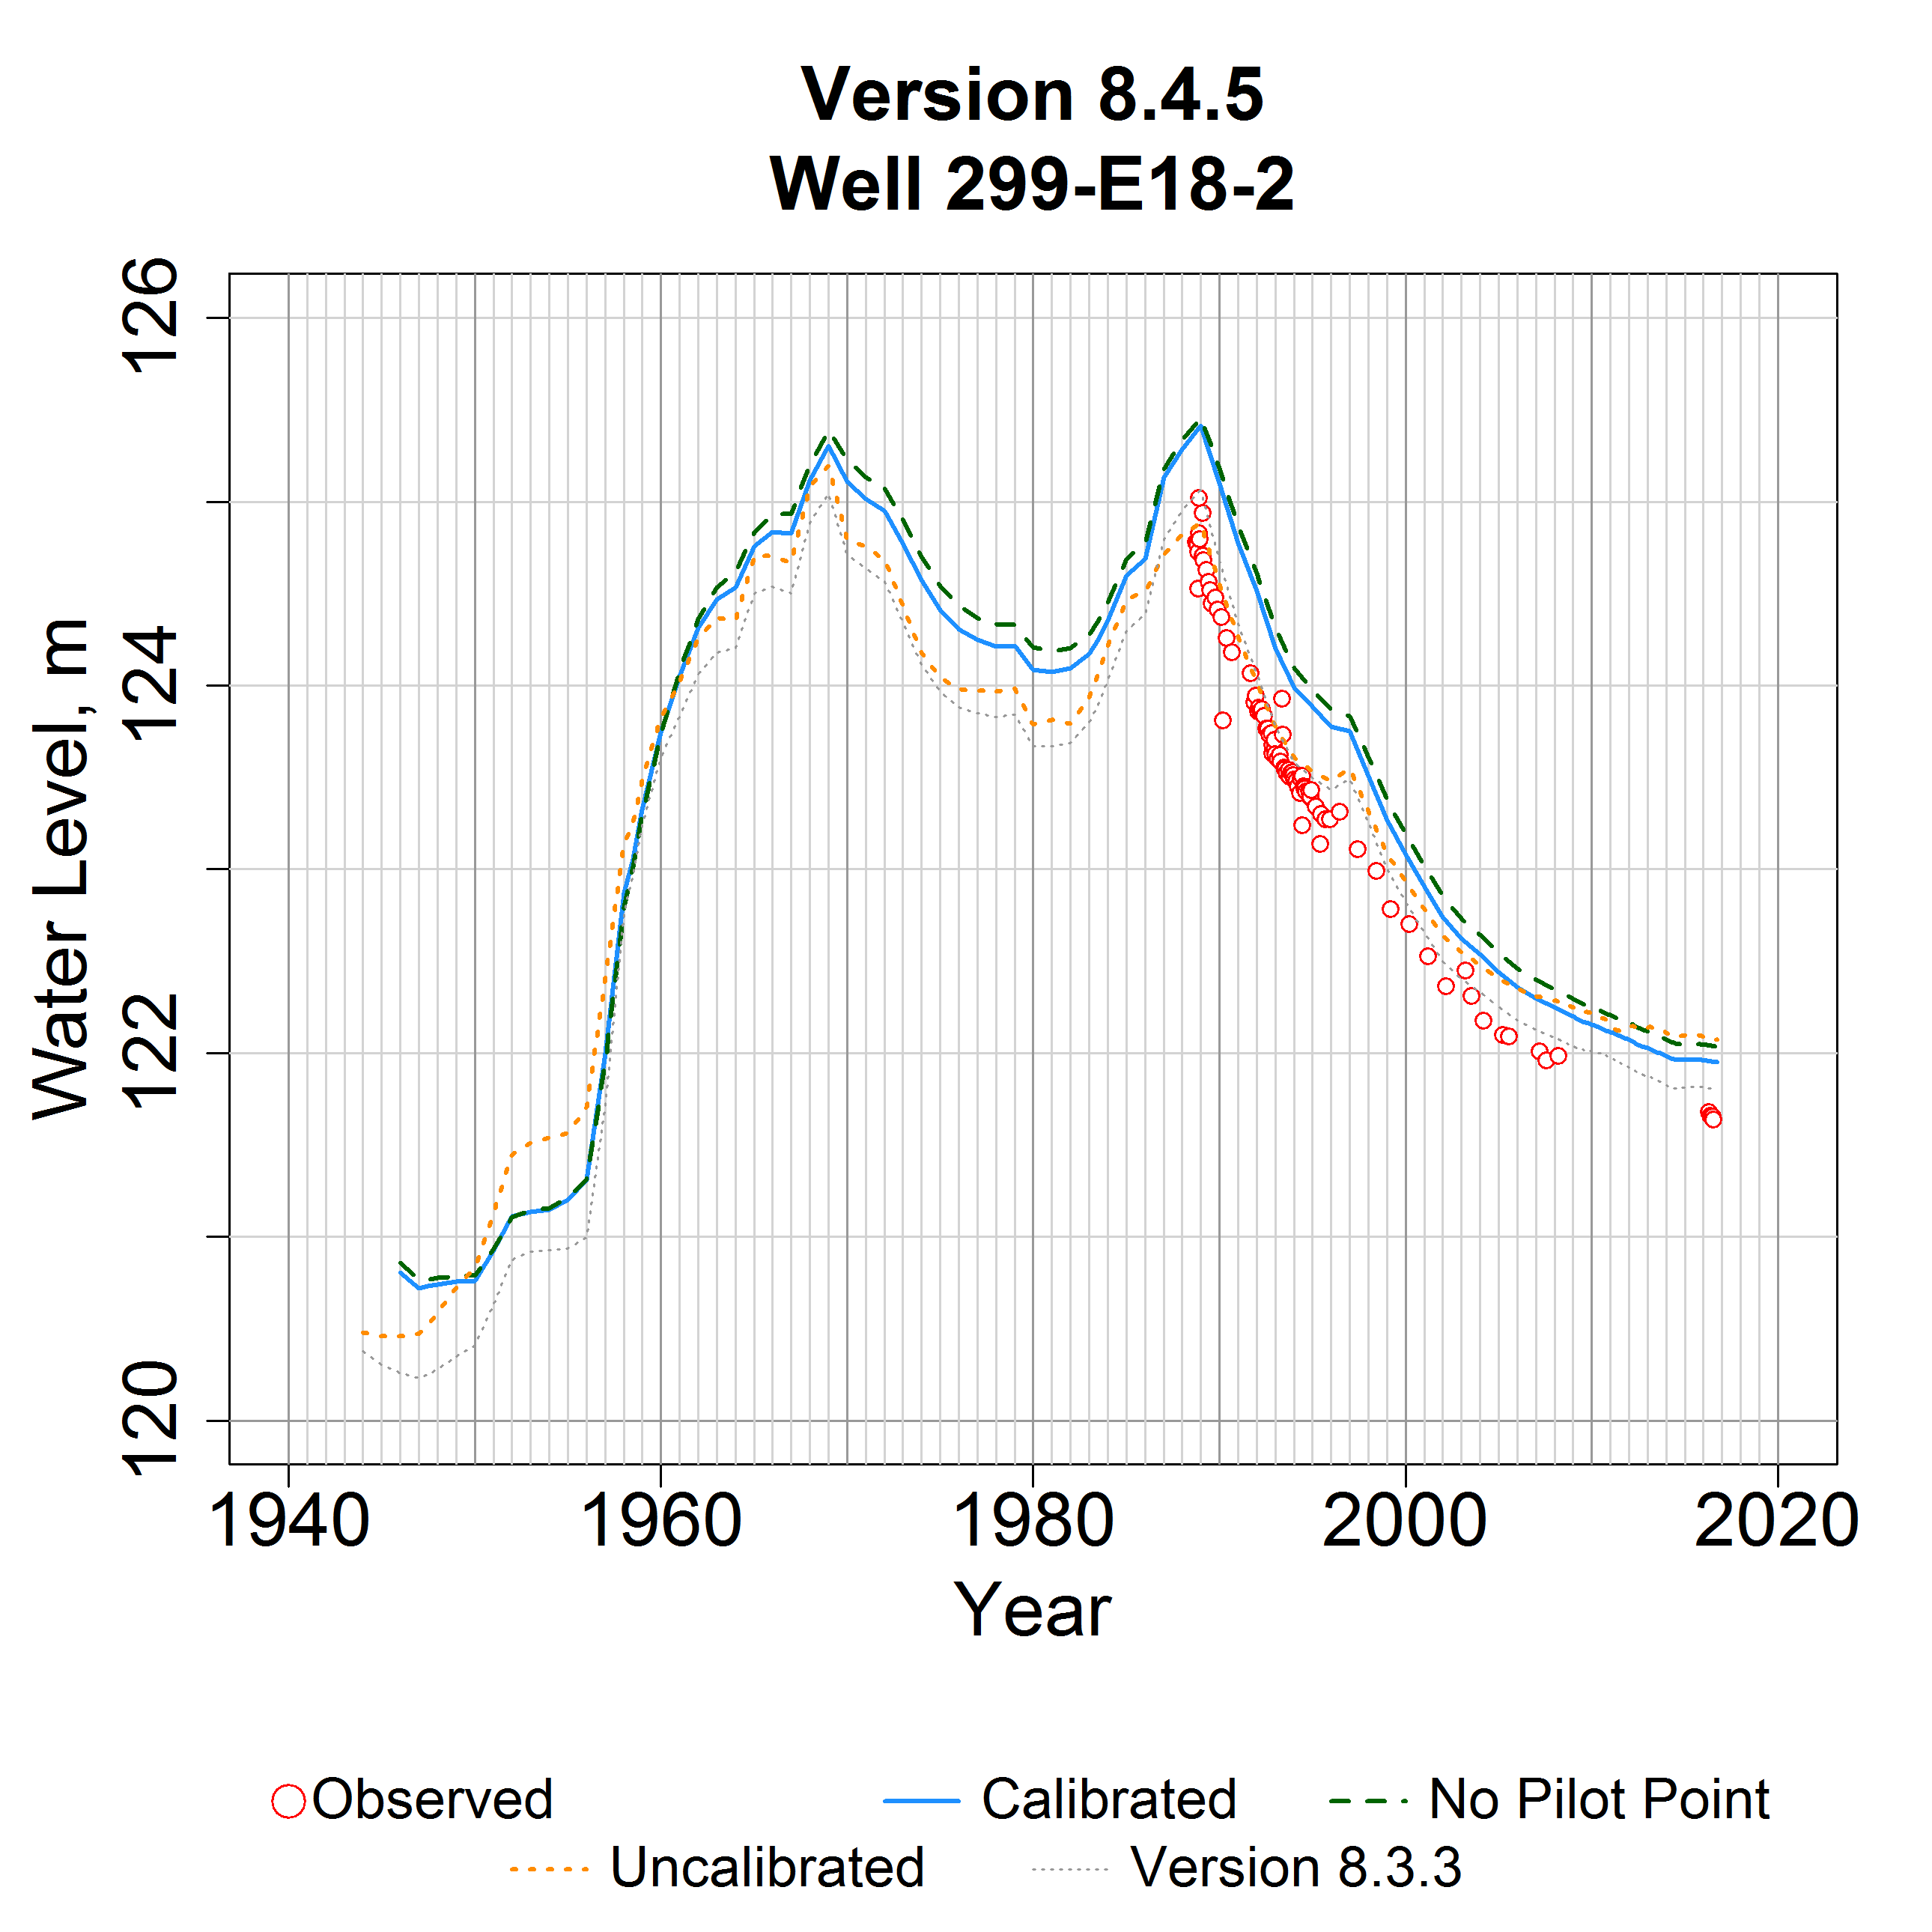 Version 8.4.5
Well 299-E18-2
Water Level, m
126
124
122
120
1940 1960 1980 2000 2020
Year
Observed Calibrated No Pilot Point
Uncalibrated Version 8.3.3